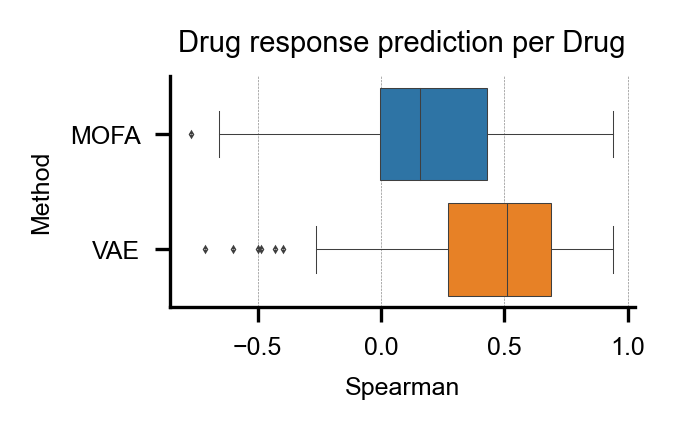 Drug response prediction per Drug
Method
MOFA
VAE
−0.5 0.0 0.5 1.0
Spearman